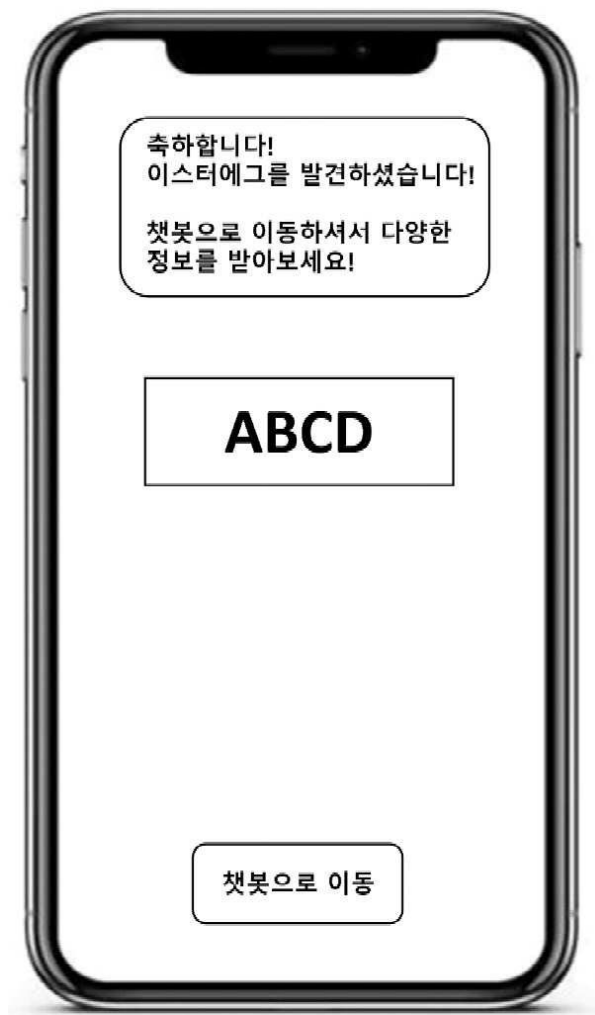 축하합니다!
이스터에그를 발견하셨습니다!
챗봇으로 이동하셔서 다양한
정보를 받아보세요!
ABCD
챗봇으로 이동